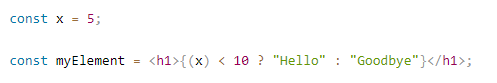 const x = 5;
const myElement = <h1>{(x) < 10 ? "Hello" : "Goodbye"}</h1>;